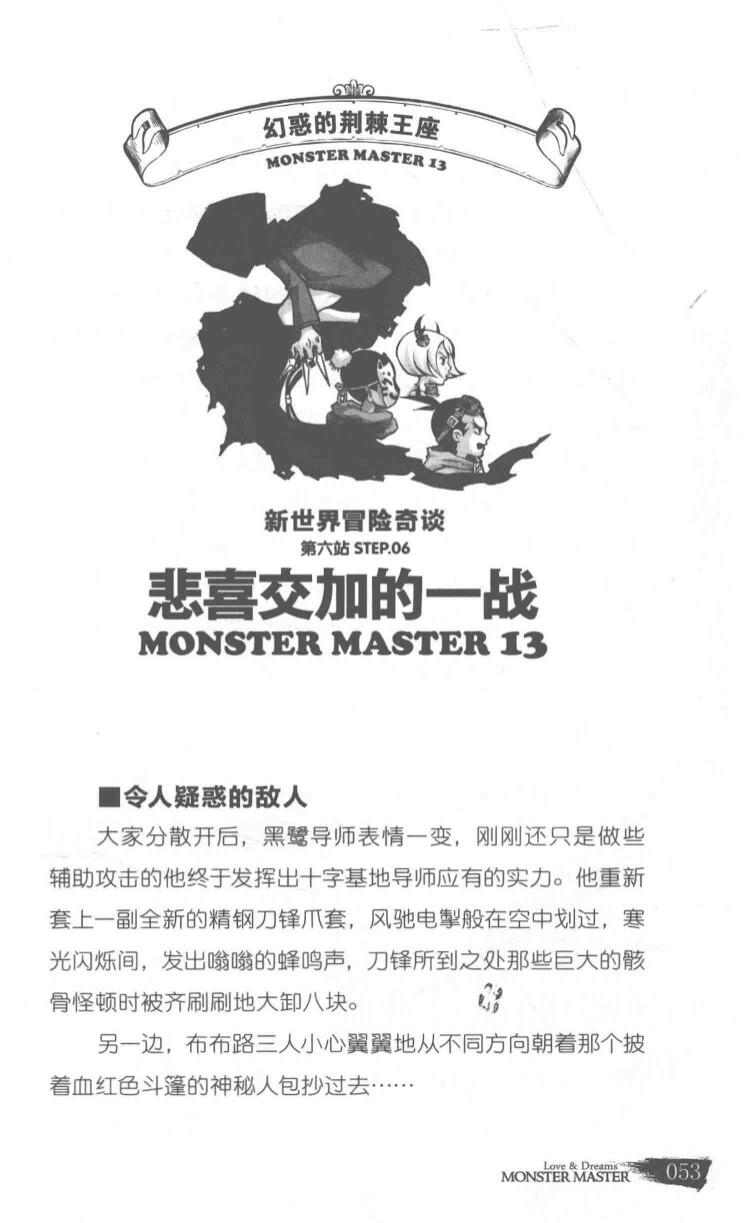 幻惑的荆棘王座
MONSTER MASTER 13
新世界冒险奇谈
第六站 STEP.06
悲喜交加的一战
MONSTER MASTER 13
■令人疑惑的敌人
大家分散开后，黑鹭导师表情一变，刚刚还只是做些
辅助攻击的他终于发挥出十字基地导师应有的实力。他重新
套上一副全新的精钢刀锋爪套，风驰电掣般在空中划过，寒
光闪烁间，发出嗡嗡的蜂鸣声，刀锋所到之处那些巨大的骸
骨怪顿时被齐刷刷地大卸八块。
另一边，布布路三人小心翼翼地从不同方向朝着那个披
着血红色斗篷的神秘人包抄过去……
Love & Dreams
MONSTER MASTER 053